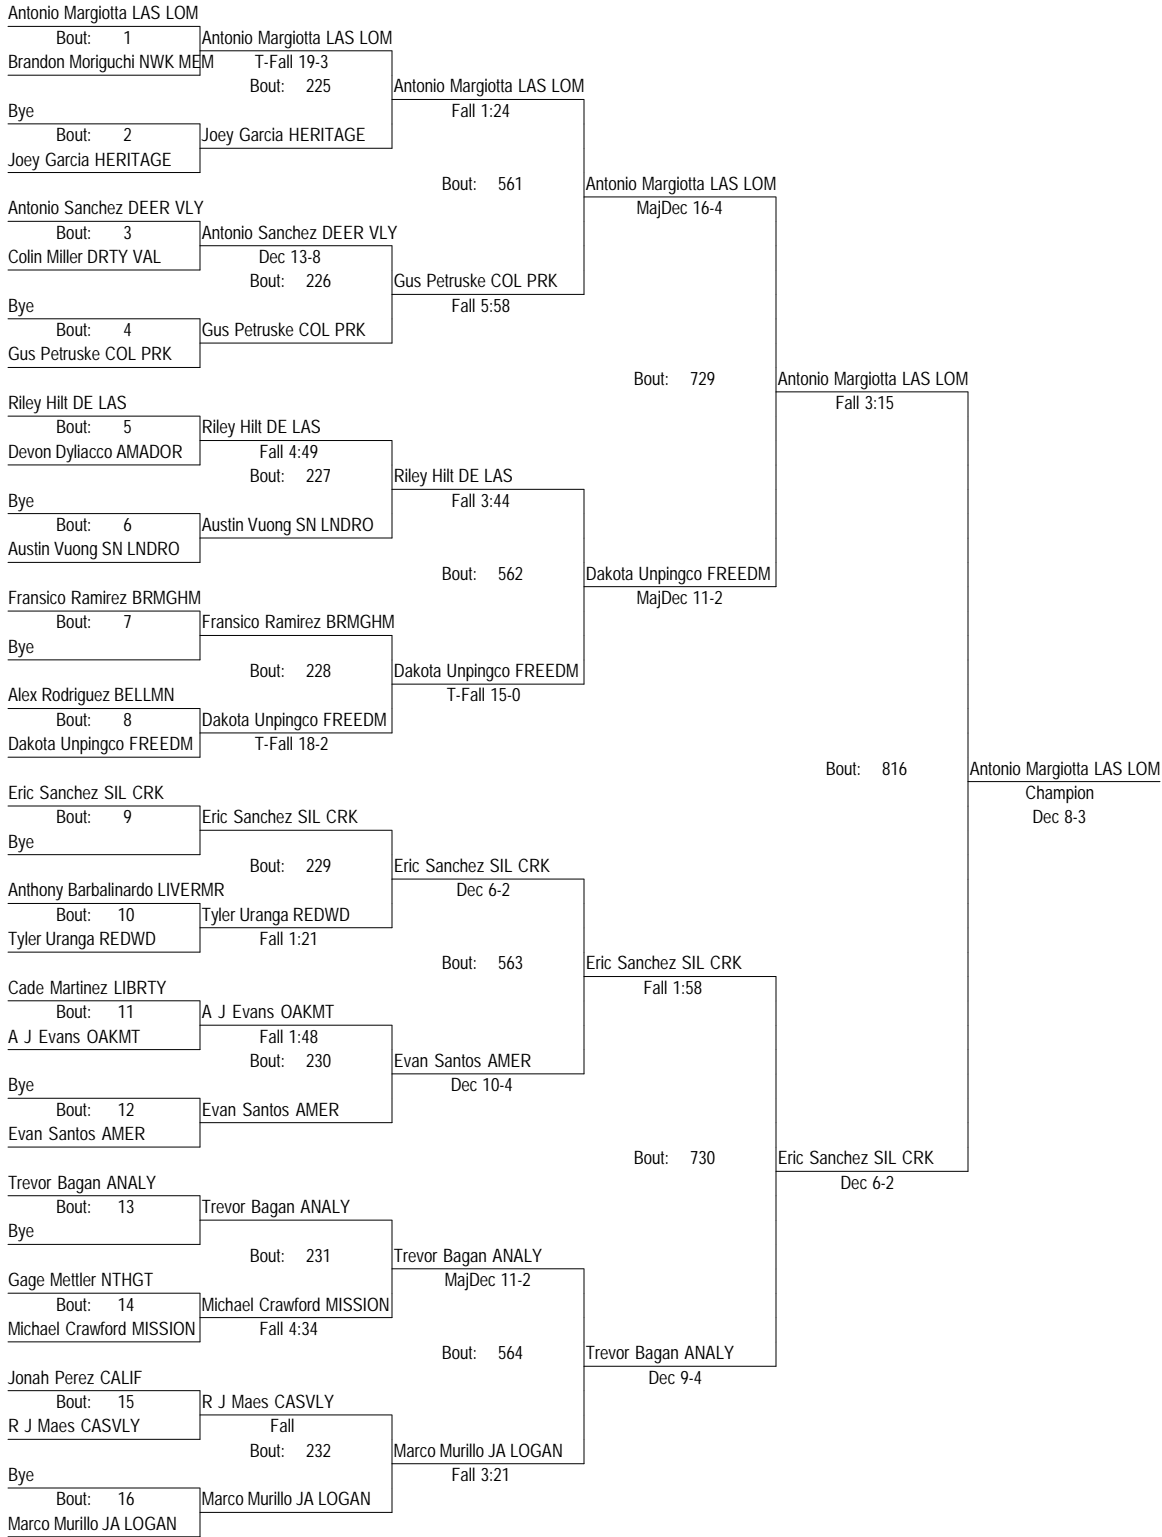 Antonio Margiotta LAS LOM
Bout: 1 Antonio Margiotta LAS LOM
Brandon Moriguchi NWK MEM T-Fall 19-3
Bout: 225 Antonio Margiotta LAS LOM
Bye Fall 1:24
Bout: 2 Joey Garcia HERITAGE
Joey Garcia HERITAGE
Bout: 561 Antonio Margiotta LAS LOM
Antonio Sanchez DEER VLY MajDec 16-4
Bout: 3 Antonio Sanchez DEER VLY
Colin Miller DRTY VAL Dec 13-8
Bout: 226 Gus Petruske COL PRK
Bye Fall 5:58
Bout: 4 Gus Petruske COL PRK
Gus Petruske COL PRK
Bout: 729 Antonio Margiotta LAS LOM
Riley Hilt DE LAS Fall 3:15
Bout: 5 Riley Hilt DE LAS
Devon Dyliacco AMADOR Fall 4:49
Bout: 227 Riley Hilt DE LAS
Bye Fall 3:44
Bout: 6 Austin Vuong SN LNDRO
Austin Vuong SN LNDRO
Bout: 562 Dakota Unpingco FREEDM
Fransico Ramirez BRMGHM MajDec 11-2
Bout: 7 Fransico Ramirez BRMGHM
Bye
Bout: 228 Dakota Unpingco FREEDM
Alex Rodriguez BELLMN T-Fall 15-0
Bout: 8 Dakota Unpingco FREEDM
Dakota Unpingco FREEDM T-Fall 18-2
Bout: 816 Antonio Margiotta LAS LOM
Eric Sanchez SIL CRK Champion
Bout: 9 Eric Sanchez SIL CRK Dec 8-3
Bye
Bout: 229 Eric Sanchez SIL CRK
Anthony Barbalinardo LIVERMR Dec 6-2
Bout: 10 Tyler Uranga REDWD
Tyler Uranga REDWD Fall 1:21
Bout: 563 Eric Sanchez SIL CRK
Cade Martinez LIBRTY Fall 1:58
Bout: 11 A J Evans OAKMT
A J Evans OAKMT Fall 1:48
Bout: 230 Evan Santos AMER
Bye Dec 10-4
Bout: 12 Evan Santos AMER
Evan Santos AMER
Bout: 730 Eric Sanchez SIL CRK
Trevor Bagan ANALY Dec 6-2
Bout: 13 Trevor Bagan ANALY
Bye
Bout: 231 Trevor Bagan ANALY
Gage Mettler NTHGT MajDec 11-2
Bout: 14 Michael Crawford MISSION
Michael Crawford MISSION Fall 4:34
Bout: 564 Trevor Bagan ANALY
Jonah Perez CALIF Dec 9-4
Bout: 15 R J Maes CASVLY
R J Maes CASVLY Fall
Bout: 232 Marco Murillo JA LOGAN
Bye Fall 3:21
Bout: 16 Marco Murillo JA LOGAN
Marco Murillo JA LOGAN